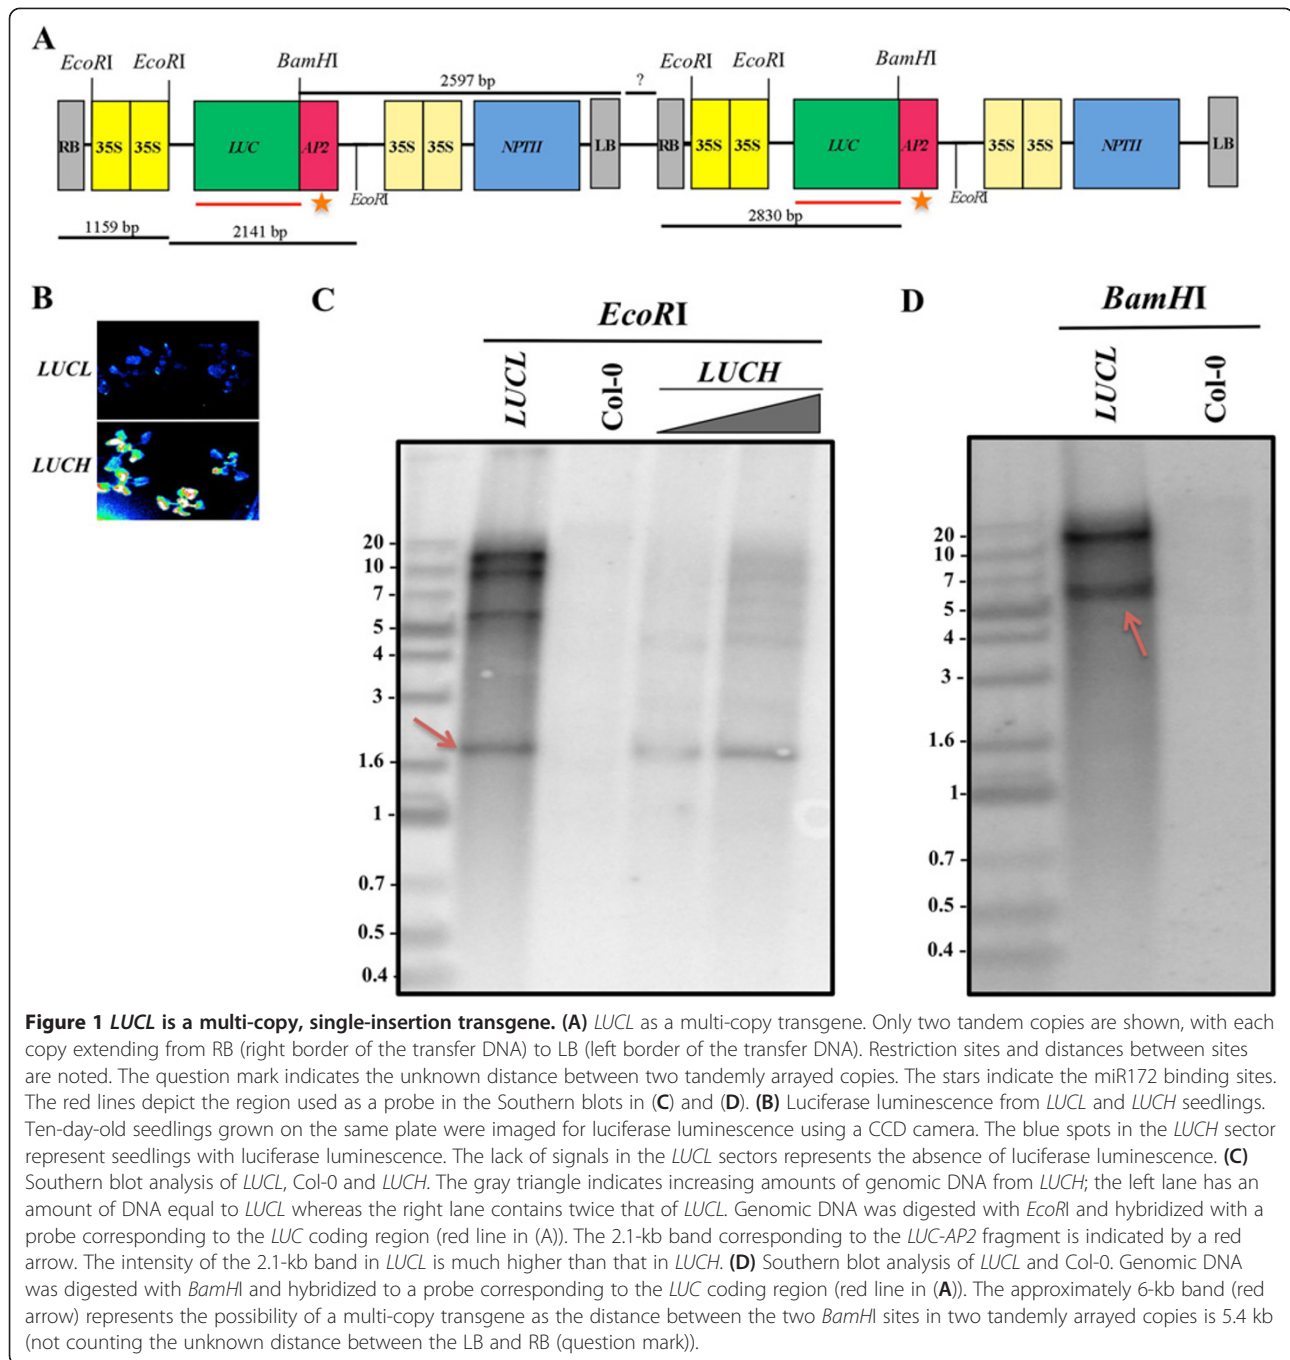 A
EcoRI EcoRI BamHI 2597 bp ? EcoRI EcoRI BamHI
RB 35S 35S LUC AP2 35S 35S NPTII LB RB 35S 35S LUC AP2 35S 35S NPTII LB
EcoRI EcoRI
1159 bp 2141 bp 2830 bp
B
LUCL
LUCH
C
EcoRI
LUCL Col-0 LUCH
20 -
10 -
7 -
5 -
4 -
3 -
1.6 -
1 -
0.7 -
0.5 -
0.4 -
D
BamHI
LUCL Col-0
20 -
10 -
7 -
5 -
4 -
3 -
1.6 -
1-
0.7 -
0.5 -
0.4 -
Figure 1 LUCL is a multi-copy, single-insertion transgene. (A) LUCL as a multi-copy transgene. Only two tandem copies are shown, with each
copy extending from RB (right border of the transfer DNA) to LB (left border of the transfer DNA). Restriction sites and distances between sites
are noted. The question mark indicates the unknown distance between two tandemly arrayed copies. The stars indicate the miR172 binding sites.
The red lines depict the region used as a probe in the Southern blots in (C) and (D). (B) Luciferase luminescence from LUCL and LUCH seedlings.
Ten-day-old seedlings grown on the same plate were imaged for luciferase luminescence using a CCD camera. The blue spots in the LUCH sector
represent seedlings with luciferase luminescence. The lack of signals in the LUCL sectors represents the absence of luciferase luminescence. (C)
Southern blot analysis of LUCL, Col-0 and LUCH. The gray triangle indicates increasing amounts of genomic DNA from LUCH; the left lane has an
amount of DNA equal to LUCL whereas the right lane contains twice that of LUCL. Genomic DNA was digested with EcoRI and hybridized with a
probe corresponding to the LUC coding region (red line in (A)). The 2.1-kb band corresponding to the LUC-AP2 fragment is indicated by a red
arrow. The intensity of the 2.1-kb band in LUCL is much higher than that in LUCH. (D) Southern blot analysis of LUCL and Col-0. Genomic DNA
was digested with BamHI and hybridized to a probe corresponding to the LUC coding region (red line in (A)). The approximately 6-kb band (red
arrow) represents the possibility of a multi-copy transgene as the distance between the two BamHI sites in two tandemly arrayed copies is 5.4 kb
(not counting the unknown distance between the LB and RB (question mark)).